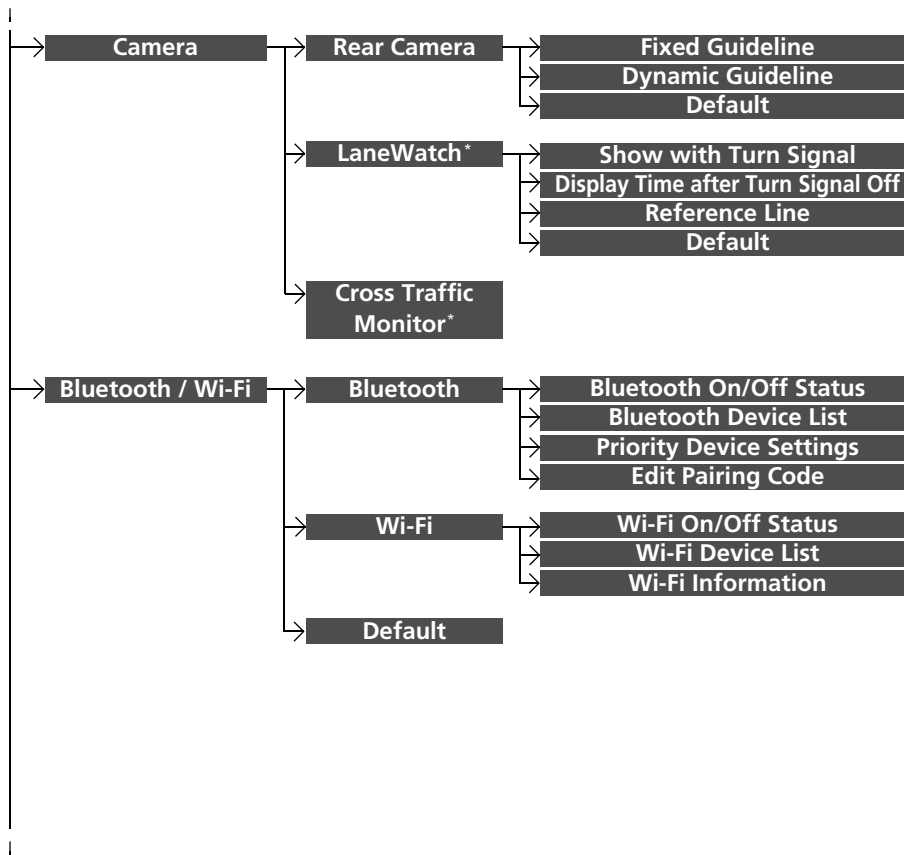 Camera
Rear Camera
Fixed Guideline
Dynamic Guideline
Default
LaneWatch*
Show with Turn Signal
Display Time after Turn Signal Off
Reference Line
Default
Cross Traffic
Monitor*
Bluetooth / Wi-Fi
Bluetooth
Bluetooth On/Off Status
Bluetooth Device List
Priority Device Settings
Edit Pairing Code
Wi-Fi
Wi-Fi On/Off Status
Wi-Fi Device List
Wi-Fi Information
Default